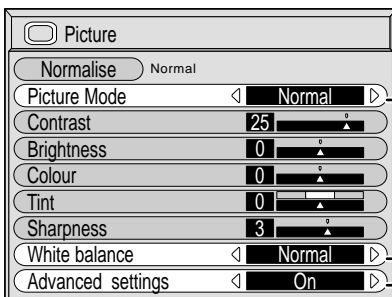 Picture
Normalise Normal
Picture Mode Normal
Contrast 25
Brightness 0
Colour 0
Tint 0
Sharpness 3
White balance Normal
Advanced settings On